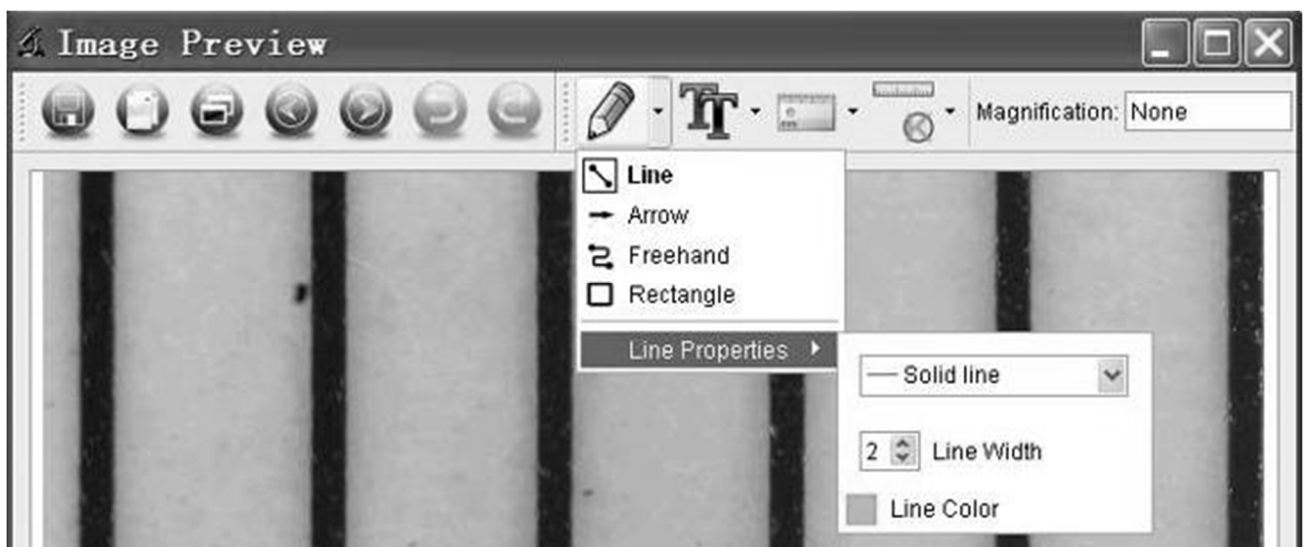 Image Preview
Magnification: None
Line
Arrow
Freehand
Rectangle
Line Properties
Solid line
2 Line Width
Line Color